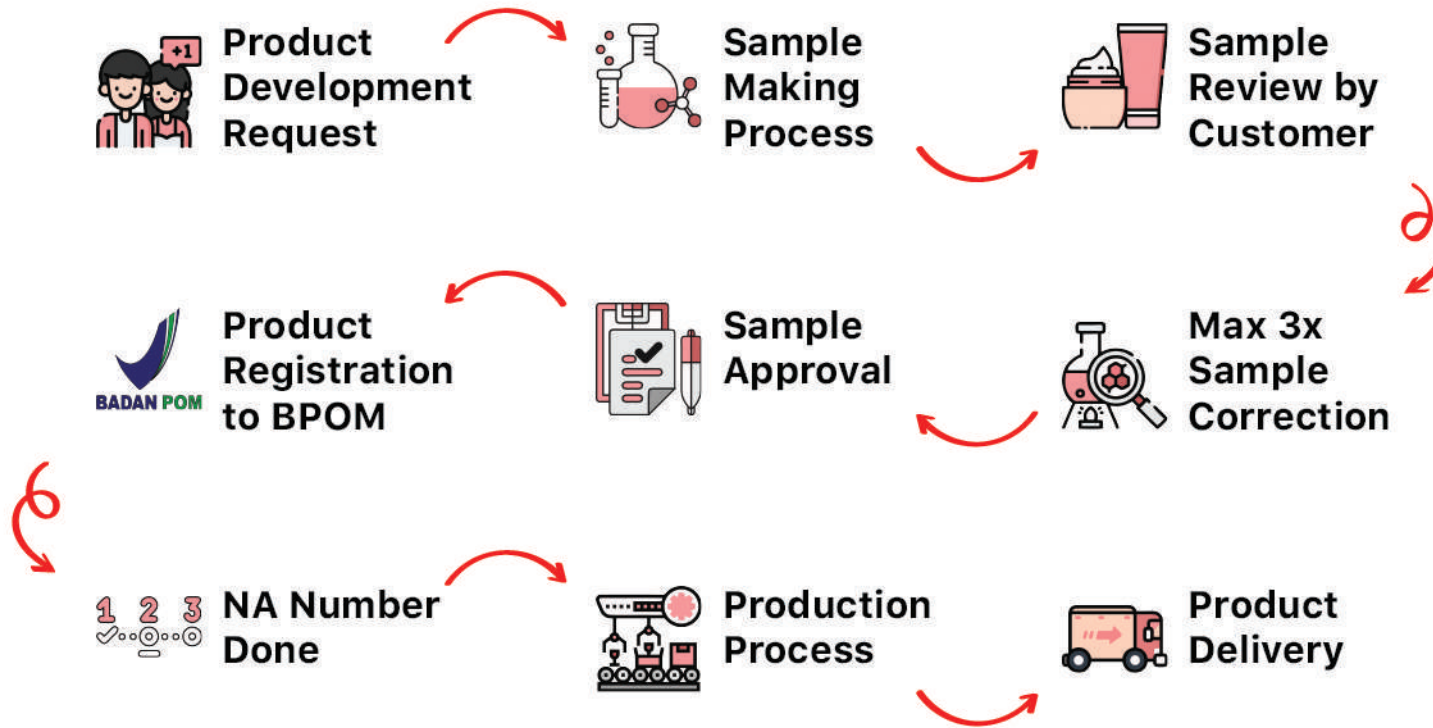 +1
Product
Development
Request
Sample
Making
Process
Sample
Review by
Customer
Max 3x
Sample
Correction
Sample
Approval
BADAN POM
Product
Registration
to BPOM
1 2 3
NA Number
Done
Production
Process
Product
Delivery